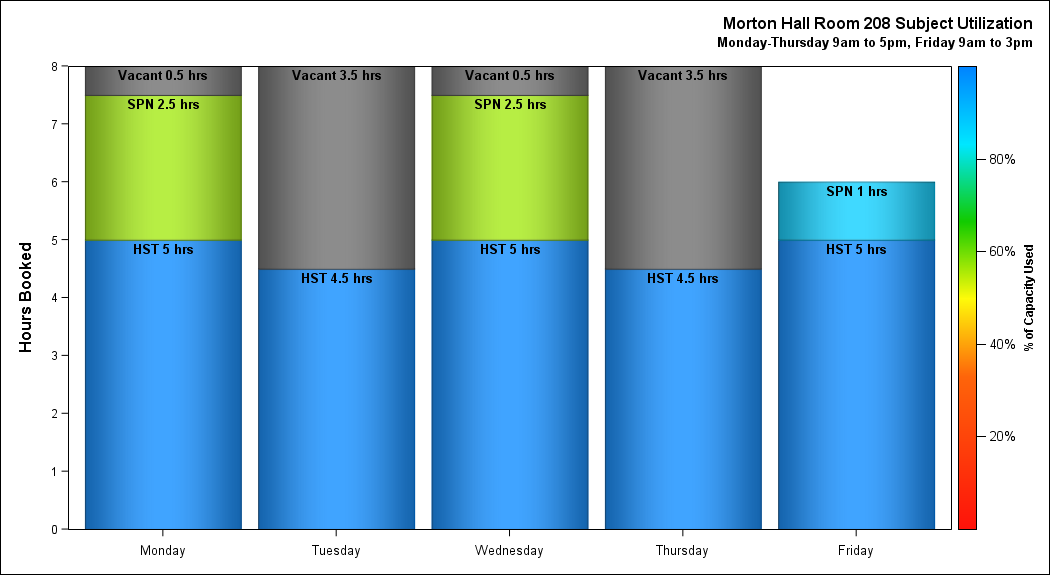 Morton Hall Room 208 Subject Utilization
Monday-Thursday 9am to 5pm, Friday 9am to 3pm
Hours Booked
8
7
6
5
4
3
2
1
0
Vacant 0.5 hrs
SPN 2.5 hrs
HST 5 hrs
Vacant 3.5 hrs
HST 4.5 hrs
Vacant 0.5 hrs
SPN 2.5 hrs
HST 5 hrs
Vacant 3.5 hrs
HST 4.5 hrs
SPN 1 hrs
HST 5 hrs
Monday
Tuesday
Wednesday
Thursday
Friday
80%
60%
40%
20%
% of Capacity Used